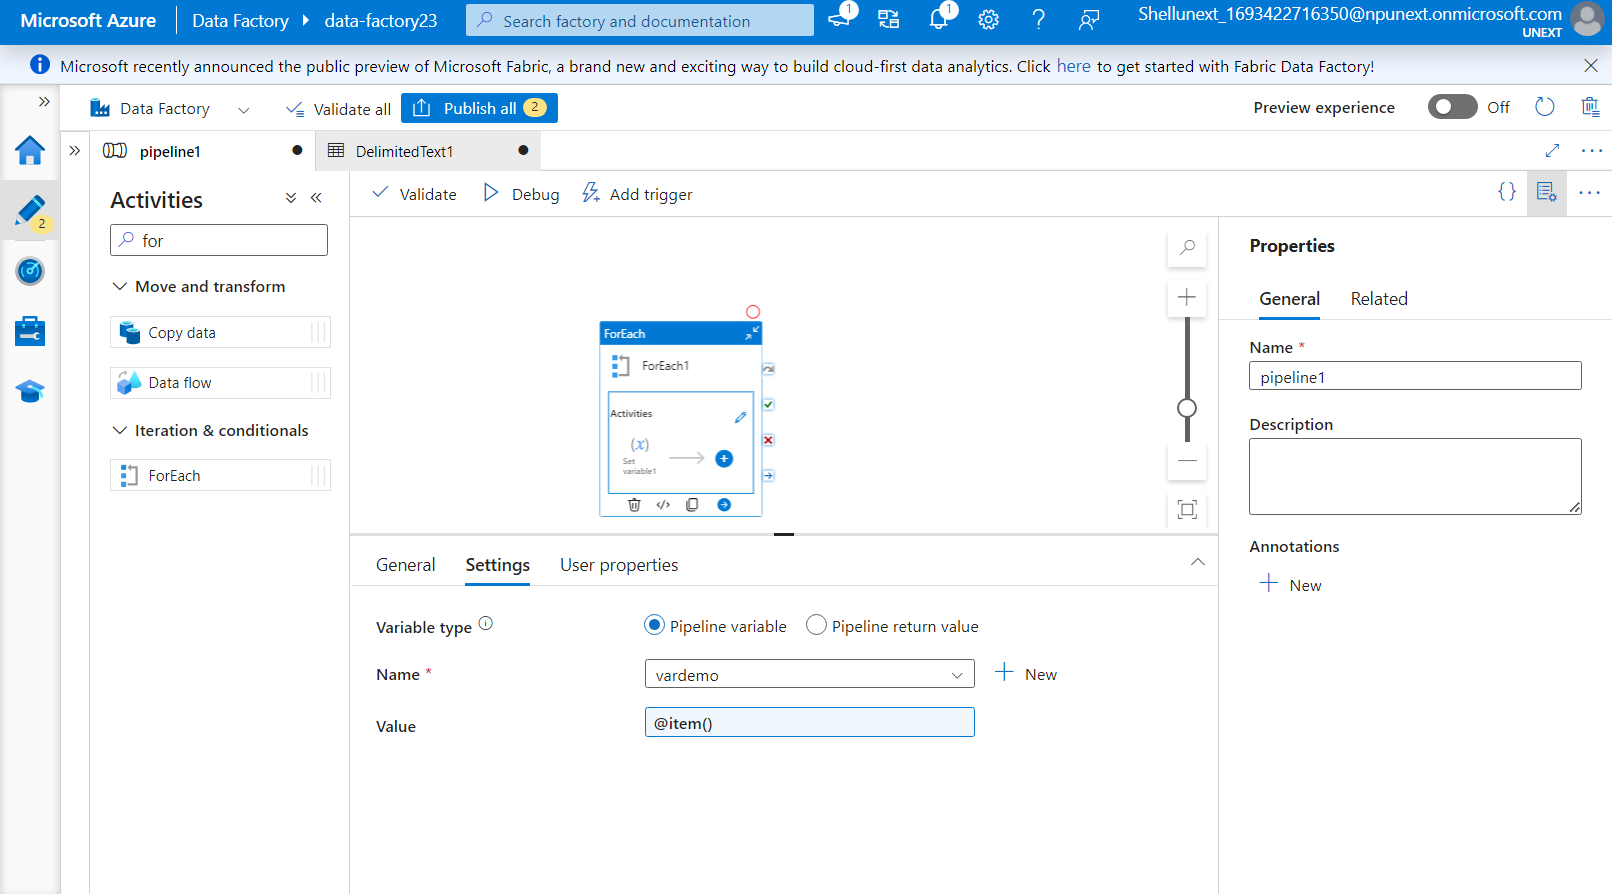 Microsoft Azure
Data Factory
data-factory23
Search factory and documentation
1
1
Shellunext_1693422716350@npunext.onmicrosoft.com
UNEXT
Microsoft recently announced the public preview of Microsoft Fabric, a brand new and exciting way to build cloud-first data analytics. Click here to get started with Fabric Data Factory!
Data Factory
Validate all
Publish all 2
Preview experience
Off
pipeline1
DelimitedText1
2
Activities
for
Move and transform
Copy data
Data flow
Iteration & conditionals
ForEach
Validate
Debug
Add trigger
ForEach
ForEach1
Activities
(x)
Set
variable1
General
Settings
User properties
Variable type
Pipeline variable
Pipeline return value
Name *
vardemo
New
Value
@item()
Properties
General
Related
Name *
pipeline1
Description
Annotations
New